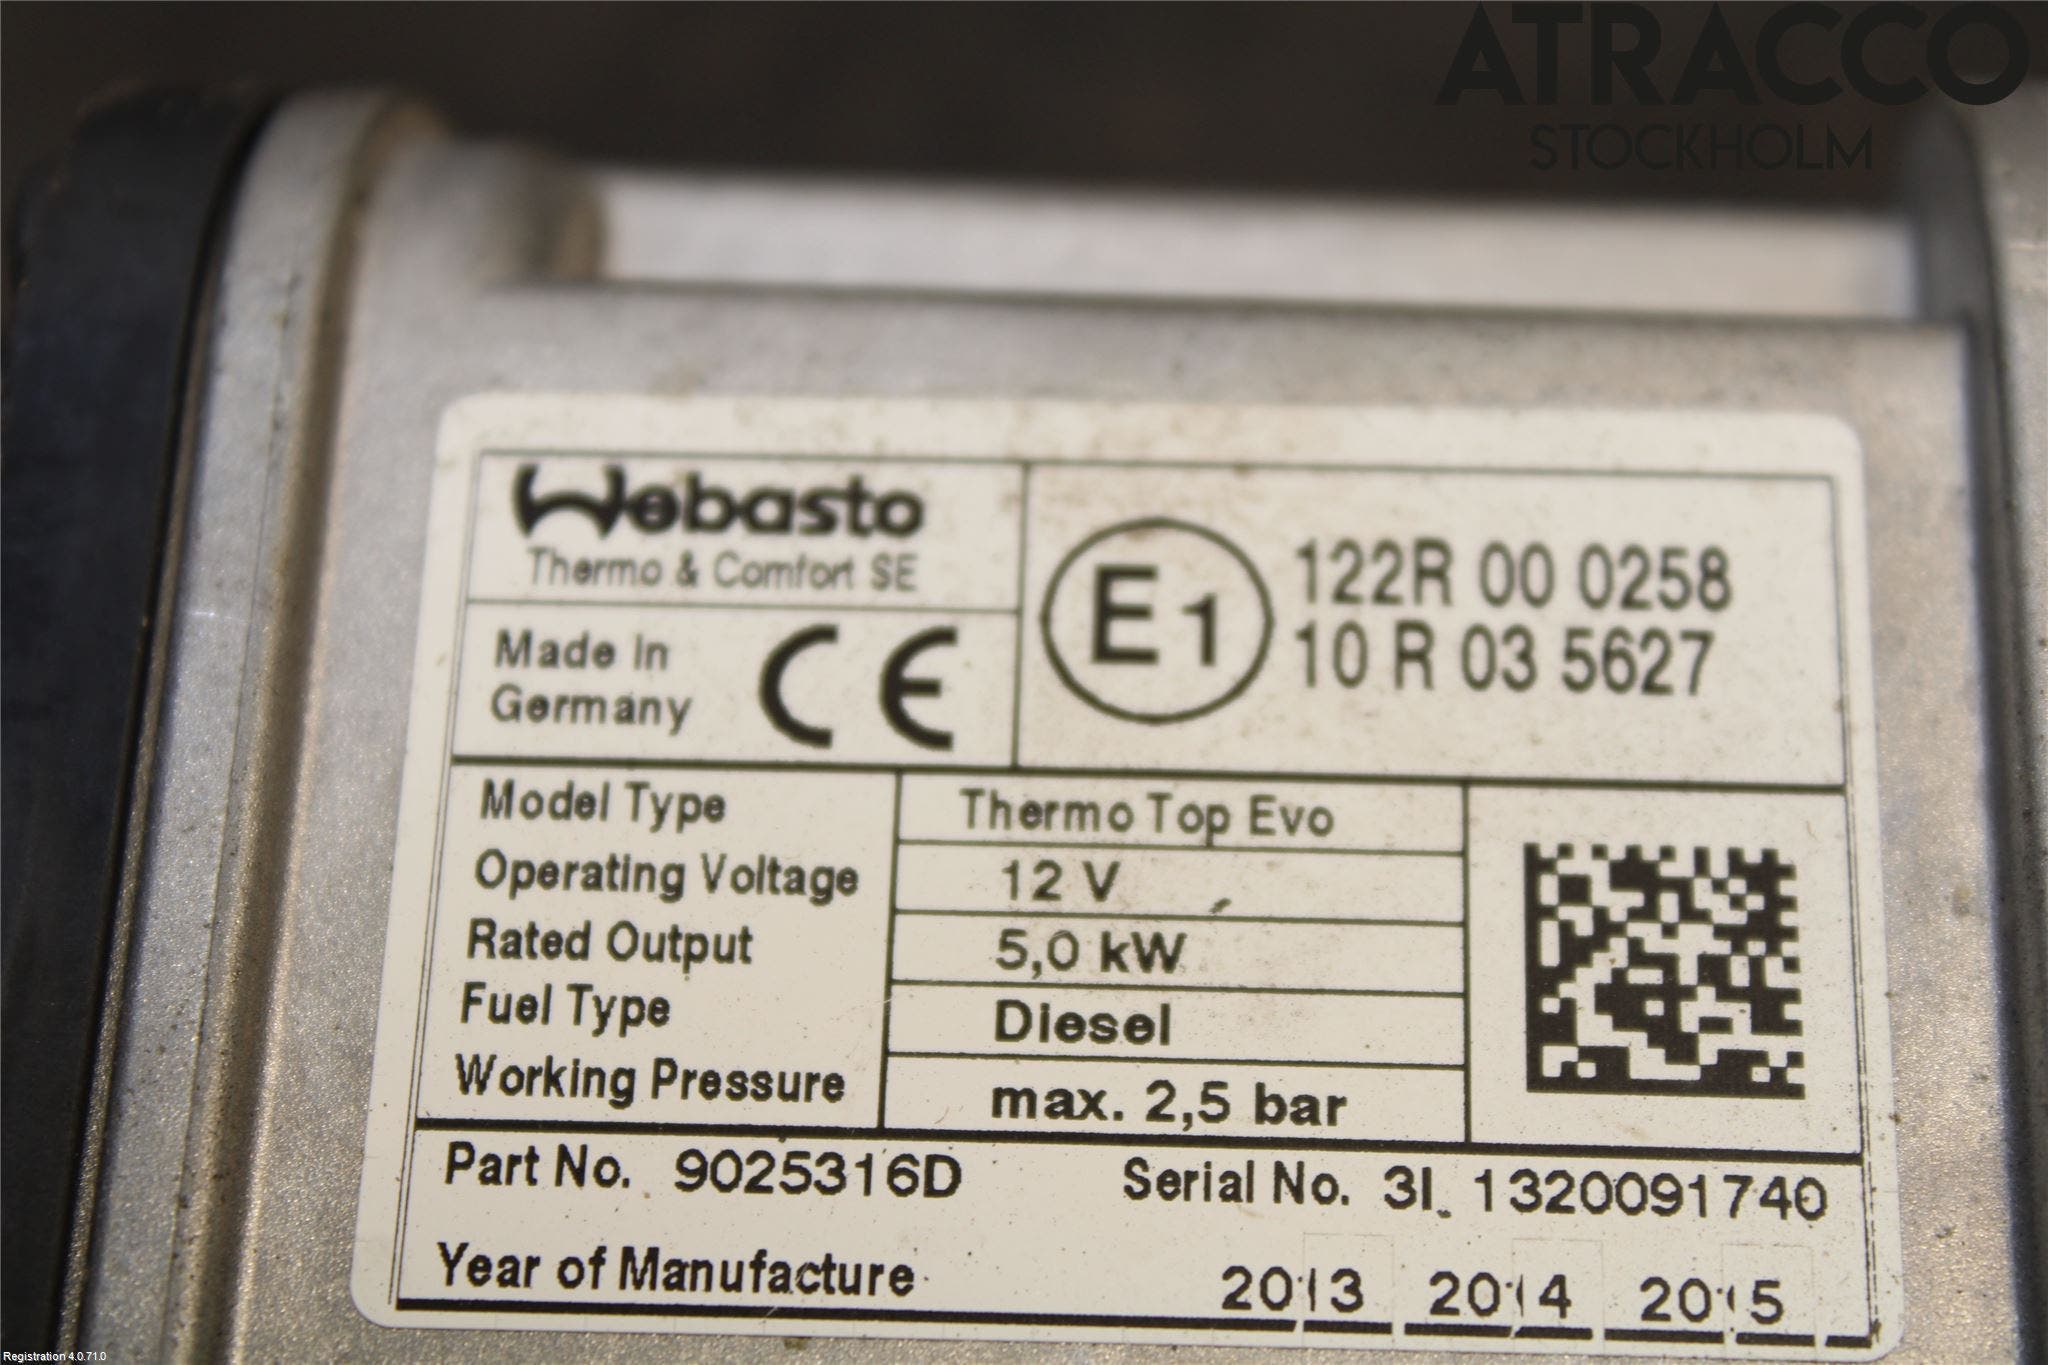 ATRACCO
STOCKHOLM
Webasto
Thermo & Comfort SE
Made in
Germany
CE
E1
122R 00 0258
10 R 03 5627
Model Type Thermo Top Evo
Operating Voltage 12 V
Rated Output 5,0 kW
Fuel Type Diesel
Working Pressure max. 2,5 bar
Part No. 9025316D Serial No. 1320091740
Year of Manufacture 2013 2014 2015
Registration 4.0.71.0